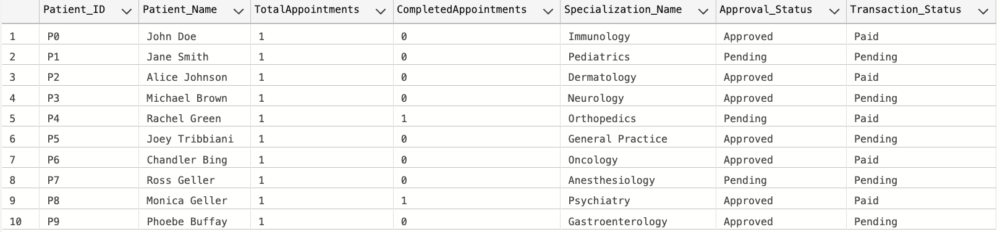 Patient_ID Patient_Name TotalAppointments CompletedAppointments Specialization_Name Approval_Status Transaction_Status
1 P0 John Doe 1 0 Immunology Approved Paid
2 P1 Jane Smith 1 0 Pediatrics Pending Pending
3 P2 Alice Johnson 1 0 Dermatology Approved Paid
4 P3 Michael Brown 1 0 Neurology Approved Pending
5 P4 Rachel Green 1 1 Orthopedics Pending Paid
6 P5 Joey Tribbiani 1 0 General Practice Approved Pending
7 P6 Chandler Bing 1 0 Oncology Approved Paid
8 P7 Ross Geller 1 0 Anesthesiology Pending Pending
9 P8 Monica Geller 1 1 Psychiatry Approved Paid
10 P9 Phoebe Buffay 1 0 Gastroenterology Approved Pending